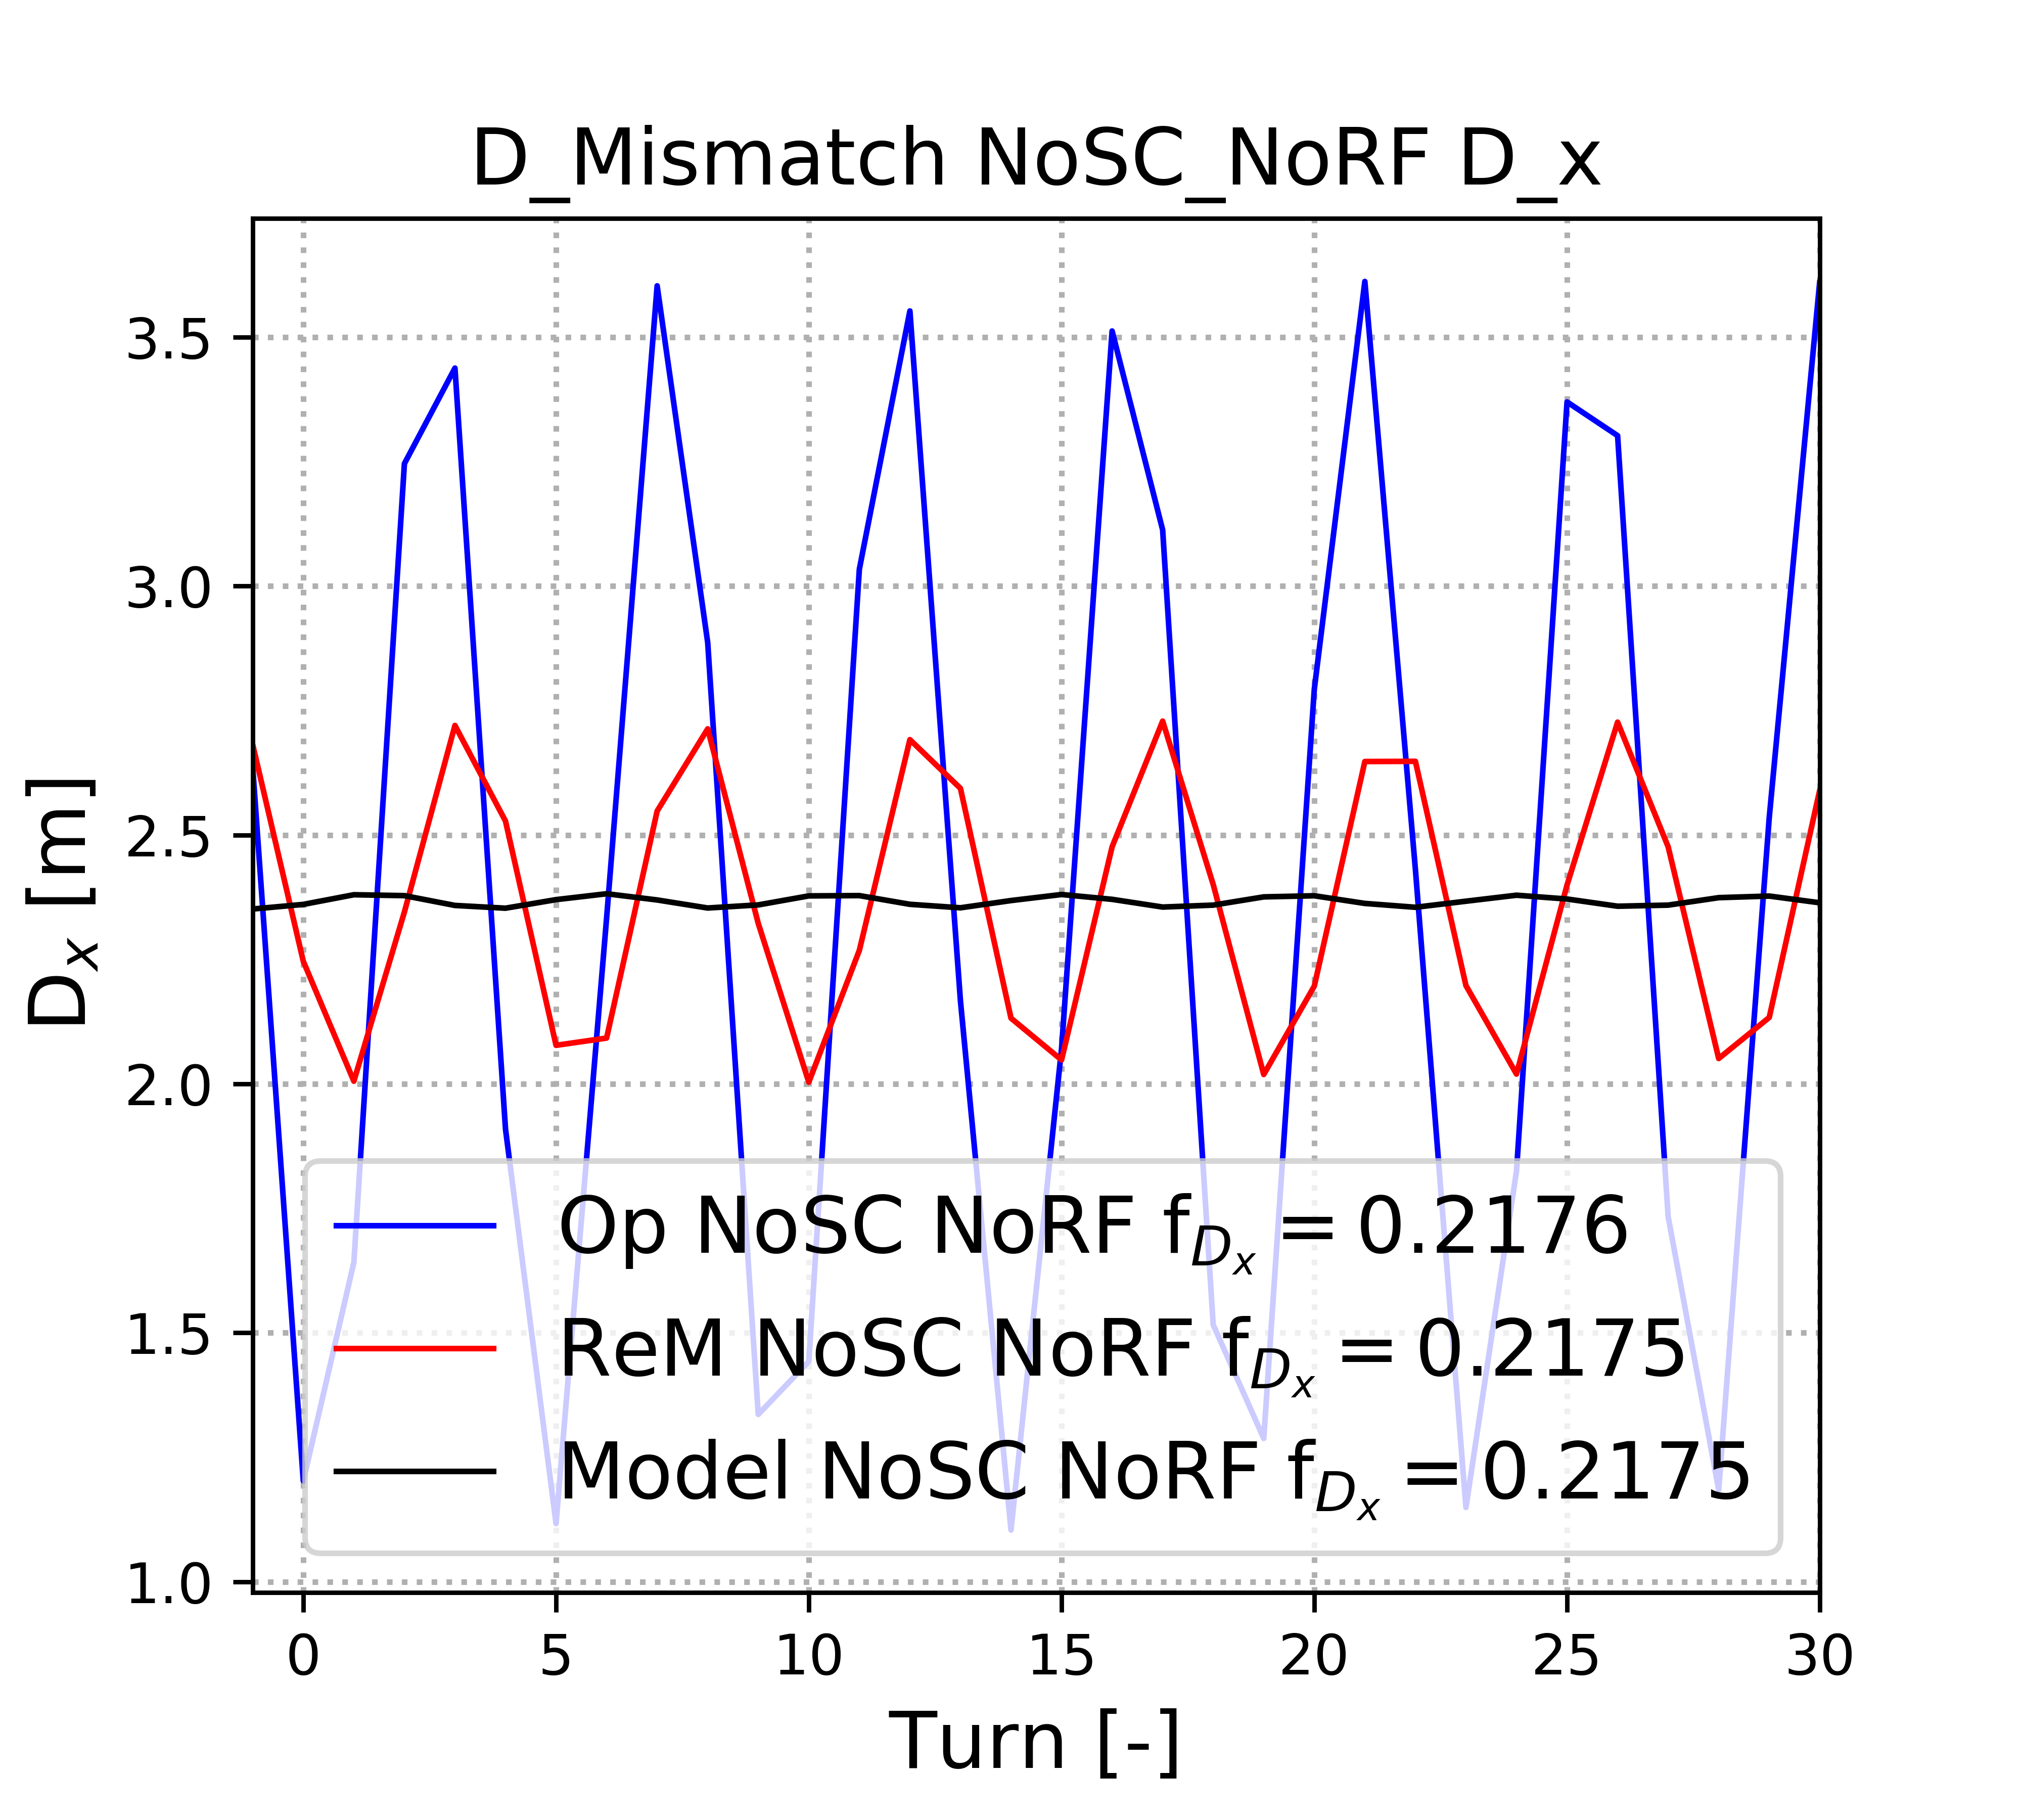 D_Mismatch NoSC_NoRF D_x
D_x [m]
3.5
3.0
2.5
2.0
1.5
1.0
Op NoSC NoRF f_{D_x} = 0.2176
ReM NoSC NoRF f_{D_x} = 0.2175
Model NoSC NoRF f_{D_x} = 0.2175
0 5 10 15 20 25 30
Turn [-]